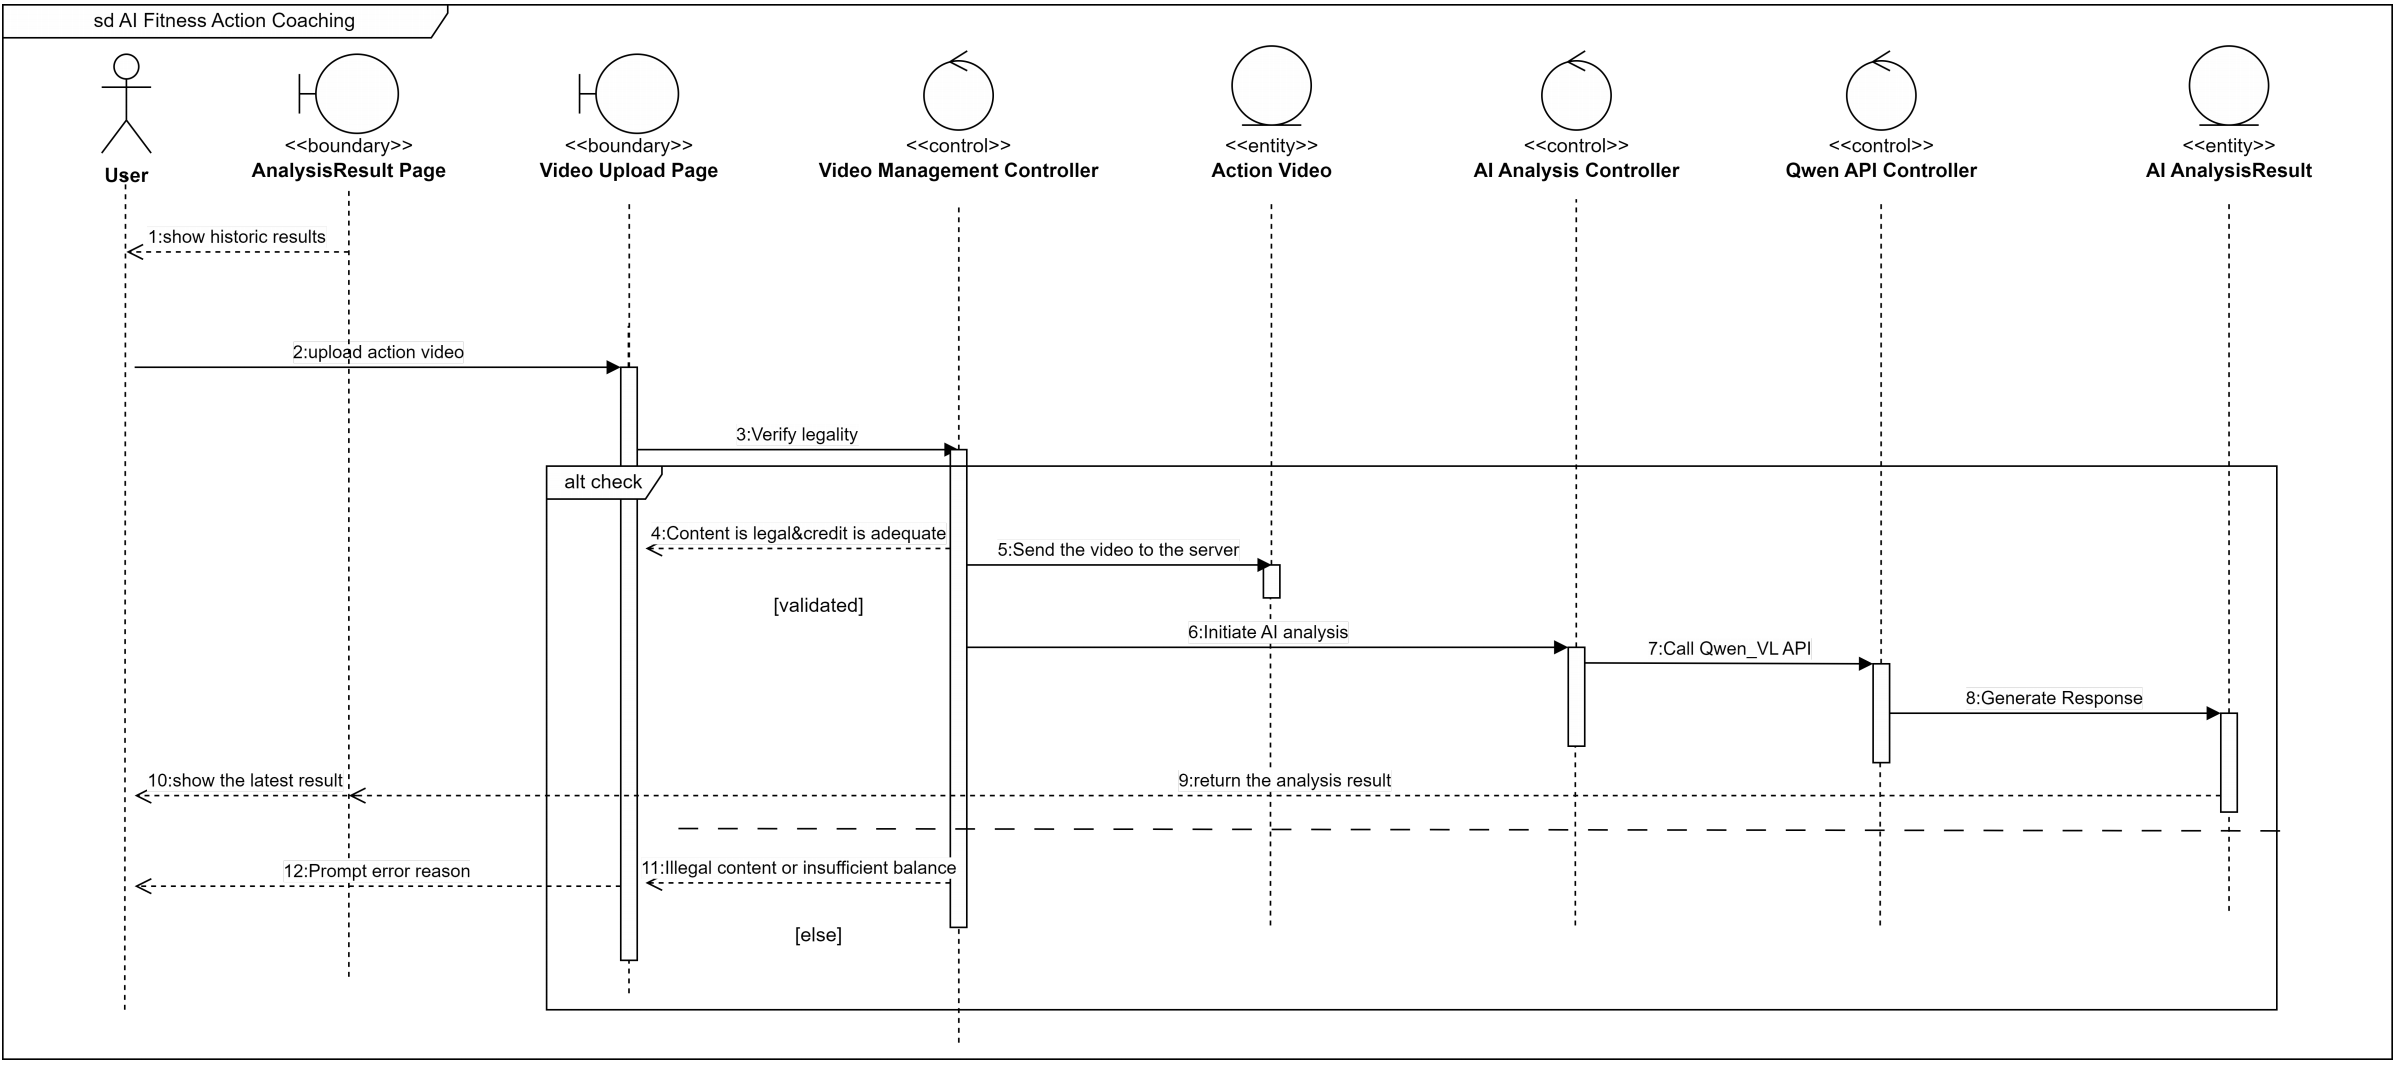 sd AI Fitness Action Coaching
User
<<boundary>>
AnalysisResult Page
<<boundary>>
Video Upload Page
<<control>>
Video Management Controller
<<entity>>
Action Video
<<control>>
AI Analysis Controller
<<control>>
Qwen API Controller
<<entity>>
AI AnalysisResult
1:show historic results
2:upload action video
3:Verify legality
alt check
4:Content is legal&credit is adequate
5:Send the video to the server
[validated]
6:Initiate AI analysis
7:Call Qwen_VL API
8:Generate Response
10:show the latest result
9:return the analysis result
12:Prompt error reason
11:Illegal content or insufficient balance
[else]